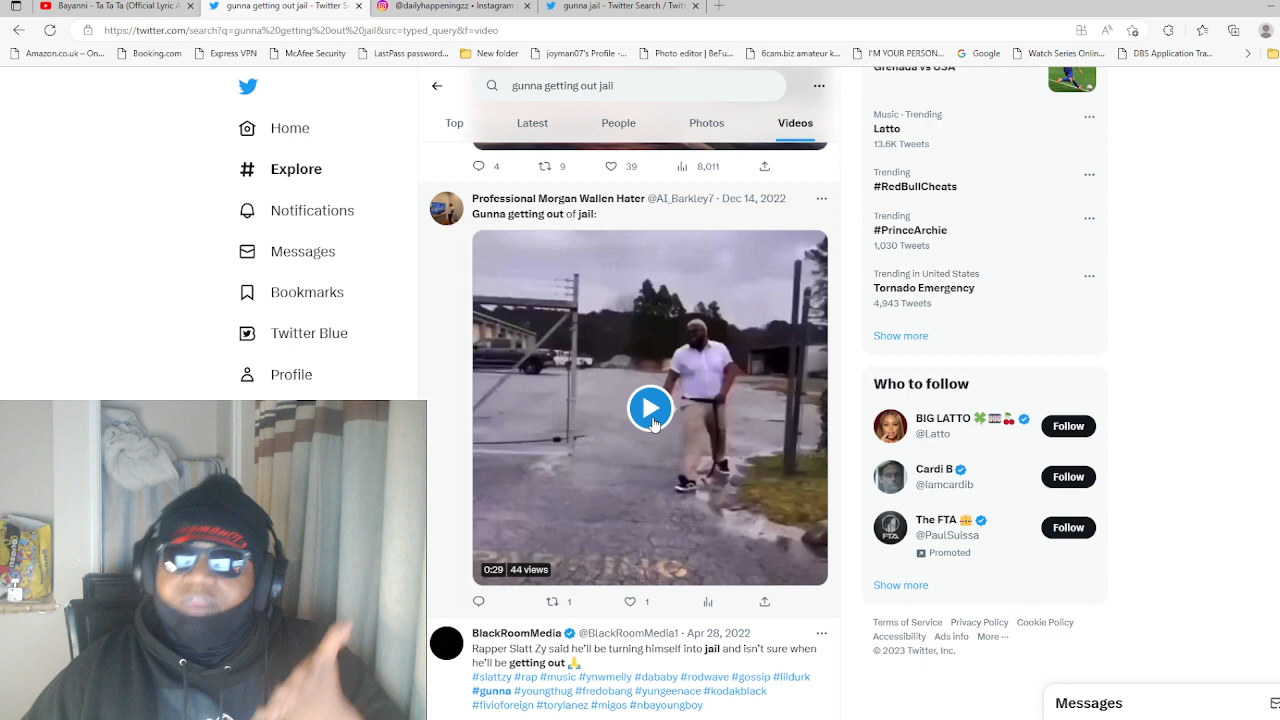 Bayanni - Ta Ta Ta (Official Lyric
gunna getting out jail - Twitter S
@dailyhappeningzz • Instagram
gunna jail - Twitter Search / Twitt
https://twitter.com/search?q=gunna%20getting%20out%20jail&src=typed_query&f=video
Amazon.co.uk – On...
Booking.com
Express VPN
McAfee Security
LastPass password...
New folder
joyman07's Profile -...
Photo editor | BeFu...
6cam.biz amateur k...
I'M YOUR PERSON...
Google
Watch Series Online...
DBS Application Tra...
gunna getting out jail
Top
Latest
People
Photos
Videos
Home
Explore
Notifications
Messages
Bookmarks
Twitter Blue
Profile
4
9
39
8,011
Professional Morgan Wallen Hater @AI_Barkley7 · Dec 14, 2022
Gunna getting out of jail:
0:29
44 views
1
1
BlackRoomMedia @BlackRoomMedia1 · Apr 28, 2022
Rapper Slatt Zy said he'll be turning himself into jail and isn't sure when
he'll be getting out 🙏
#slattzy #rap #music #ynwmelly #dababy #rodwave #gossip #lildurk
#gunna #youngthug #fredobang #yungeenace #kodakblack
#fivioforeign #torylanez #migos #nbayoungboy
Grenada vs USA
Music · Trending
Latto
13.6K Tweets
Trending
#RedBullCheats
Trending
#PrinceArchie
1,030 Tweets
Trending in United States
Tornado Emergency
4,943 Tweets
Show more
Who to follow
BIG LATTO 🍀🎰🍒
@Latto
Follow
Cardi B
@iamcardib
Follow
The FTA 🍔
@PaulSuissa
Follow
Promoted
Show more
Terms of Service Privacy Policy Cookie Policy
Accessibility Ads info More ···
© 2023 Twitter, Inc.
Messages